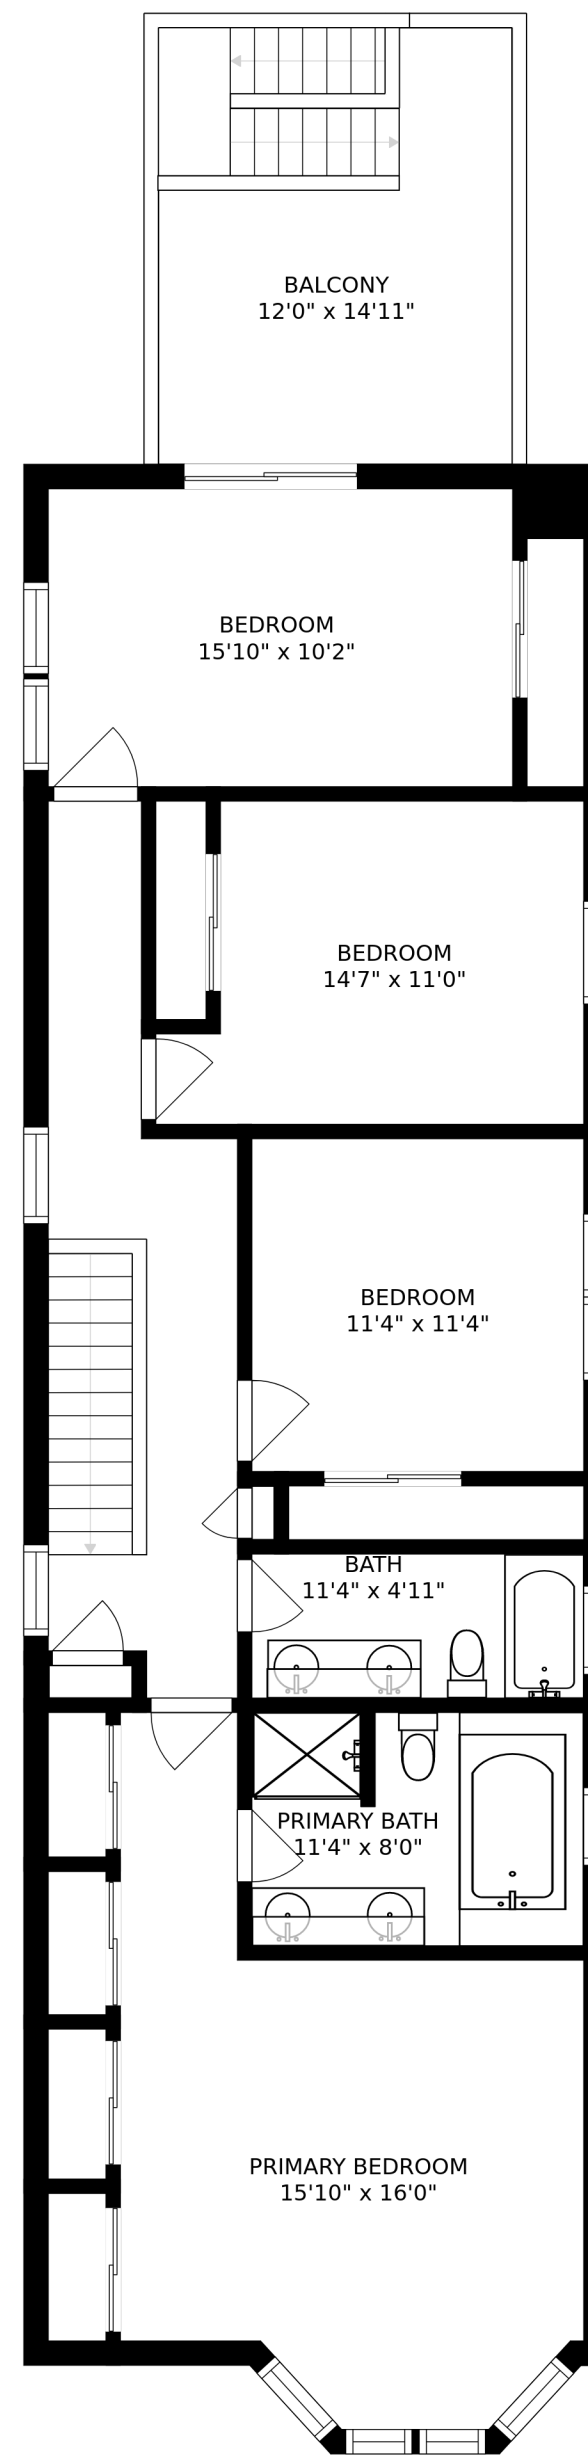 BALCONY
12'0" x 14'11"
BEDROOM
15'10" x 10'2"
BEDROOM
14'7" x 11'0"
BEDROOM
11'4" x 11'4"
BATH
11'4" x 4'11"
PRIMARY BATH
11'4" x 8'0"
PRIMARY BEDROOM
15'10" x 16'0"